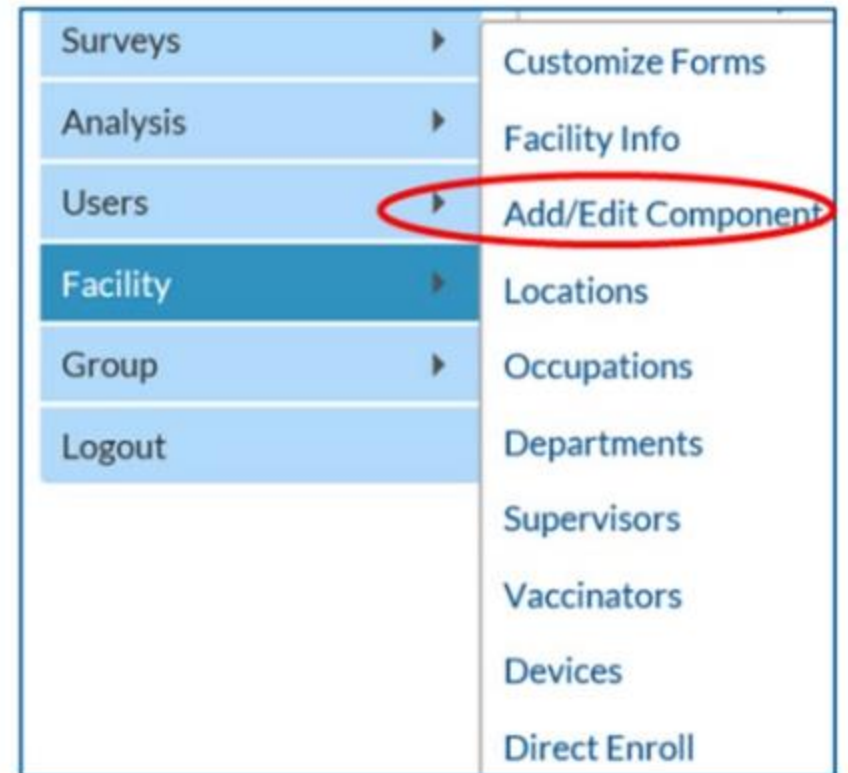 Surveys
Analysis
Users
Facility
Group
Logout
Customize Forms
Facility Info
Add/Edit Component
Locations
Occupations
Departments
Supervisors
Vaccinators
Devices
Direct Enroll